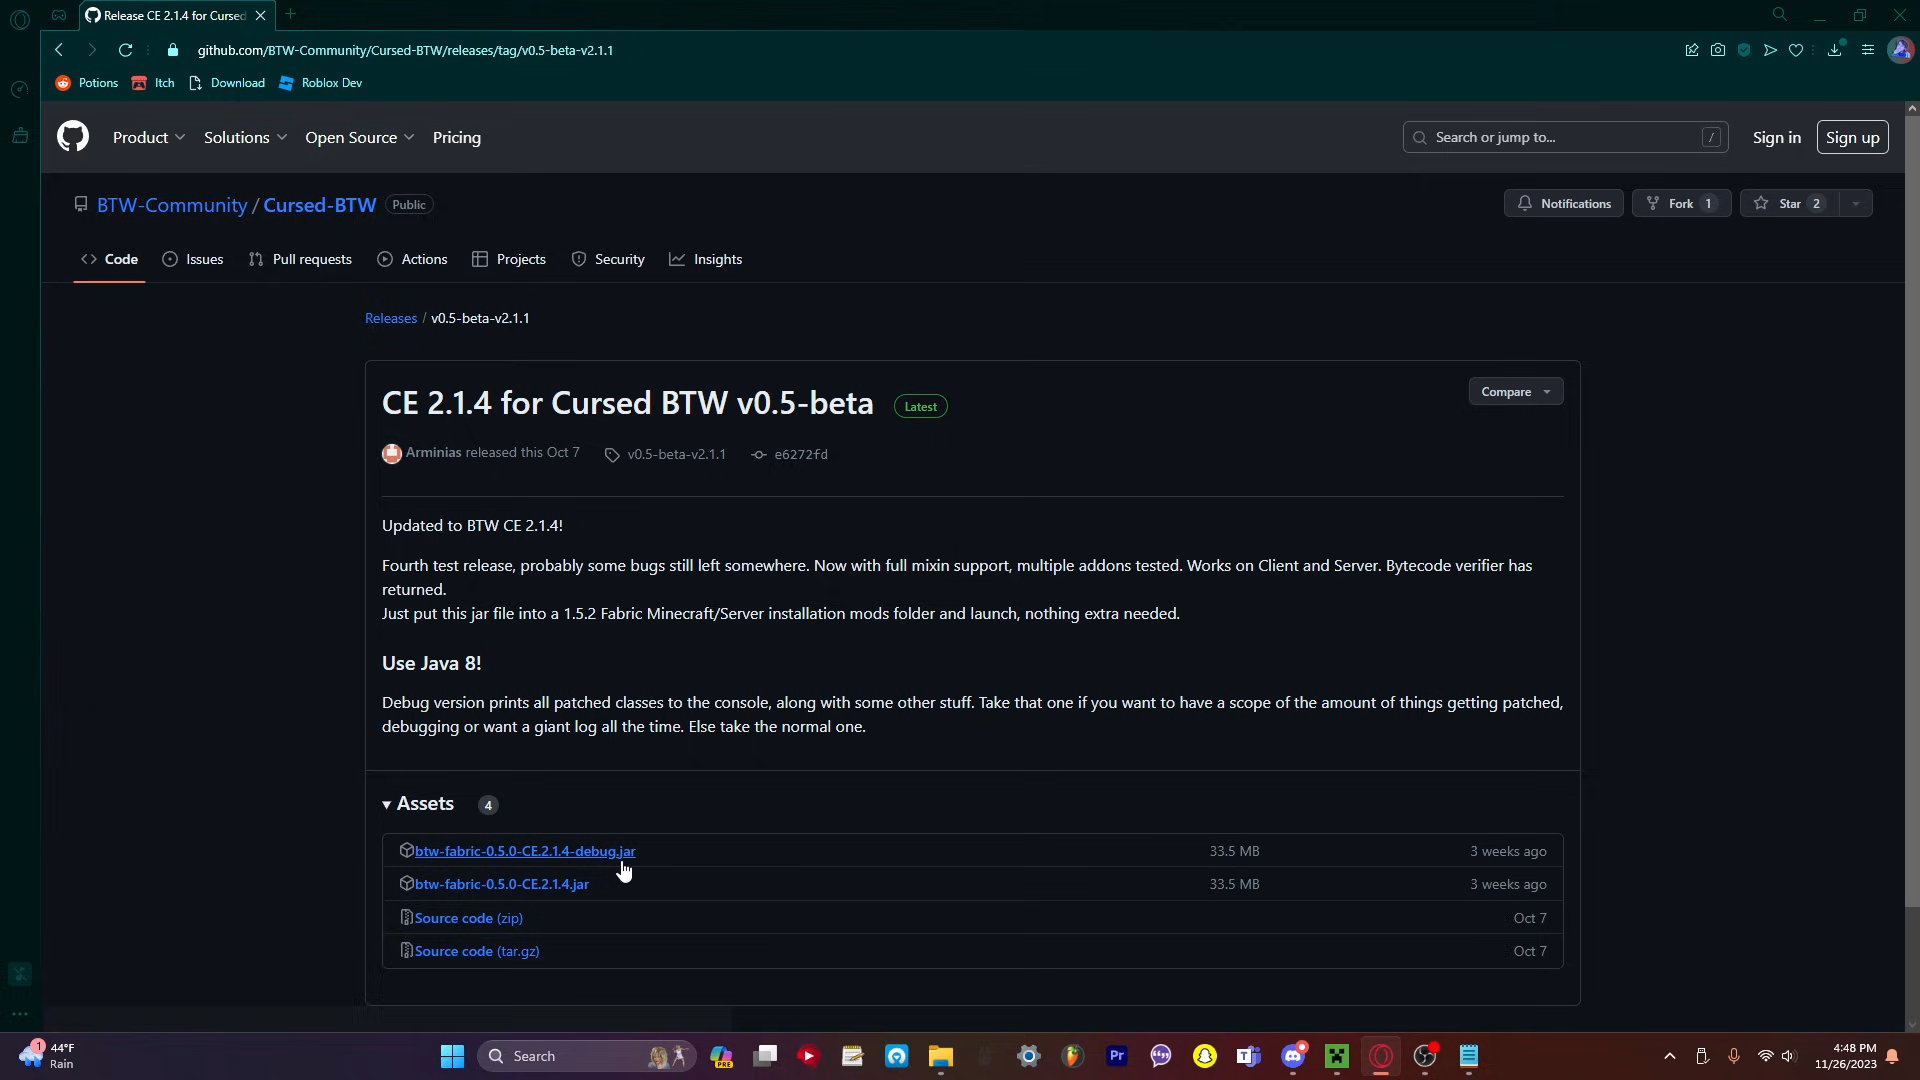 Release CE 2.1.4 for Cursed
github.com/BTW-Community/Cursed-BTW/releases/tag/v0.5-beta-v2.1.1
Potions Itch Download Roblox Dev
Product Solutions Open Source Pricing Search or jump to... / Sign in Sign up
BTW-Community / Cursed-BTW Public Notifications Fork 1 Star 2
Code Issues Pull requests Actions Projects Security Insights
Releases / v0.5-beta-v2.1.1
CE 2.1.4 for Cursed BTW v0.5-beta Latest Compare
Arminias released this Oct 7 v0.5-beta-v2.1.1 e6272fd
Updated to BTW CE 2.1.4!
Fourth test release, probably some bugs still left somewhere. Now with full mixin support, multiple addons tested. Works on Client and Server. Bytecode verifier has
returned.
Just put this jar file into a 1.5.2 Fabric Minecraft/Server installation mods folder and launch, nothing extra needed.
Use Java 8!
Debug version prints all patched classes to the console, along with some other stuff. Take that one if you want to have a scope of the amount of things getting patched,
debugging or want a giant log all the time. Else take the normal one.
Assets 4
btw-fabric-0.5.0-CE.2.1.4-debug.jar 33.5 MB 3 weeks ago
btw-fabric-0.5.0-CE.2.1.4.jar 33.5 MB 3 weeks ago
Source code (zip) Oct 7
Source code (tar.gz) Oct 7
1 44°F
Rain
Search
PRE
Pr
4:48 PM
11/26/2023